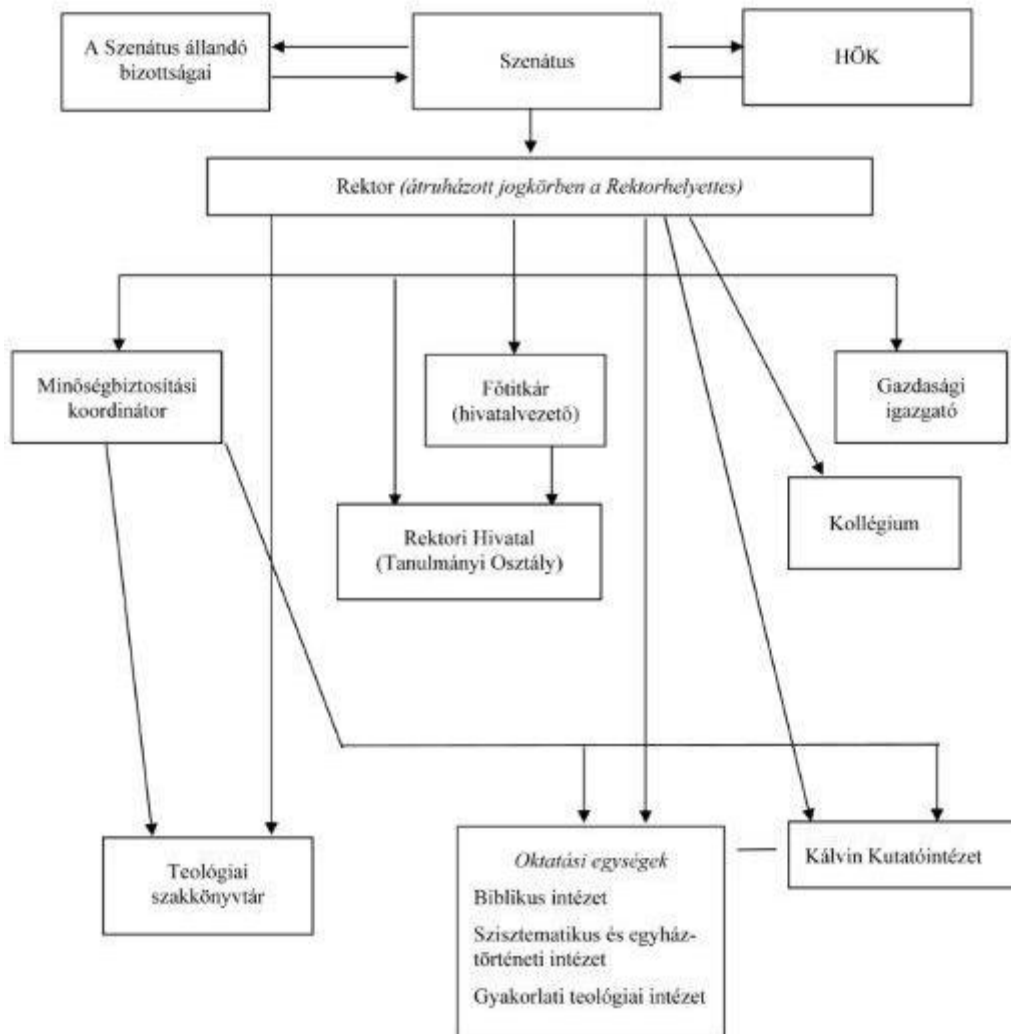 A Szenátus állandó
bizottságai
Szenátus
HÖK
Rektor (átruházott jogkörben a Rektorhelyettes)
Minőségbiztosítási
koordinátor
Főtitkár
(hivatalvezető)
Gazdasági
igazgató
Rektori Hivatal
(Tanulmányi Osztály)
Kollégium
Teológiai
szakkönyvtár
Oktatási egységek
Biblikus intézet
Szisztematikus és egyház-
történeti intézet
Gyakorlati teológiai intézet
Kálvin Kutatóintézet